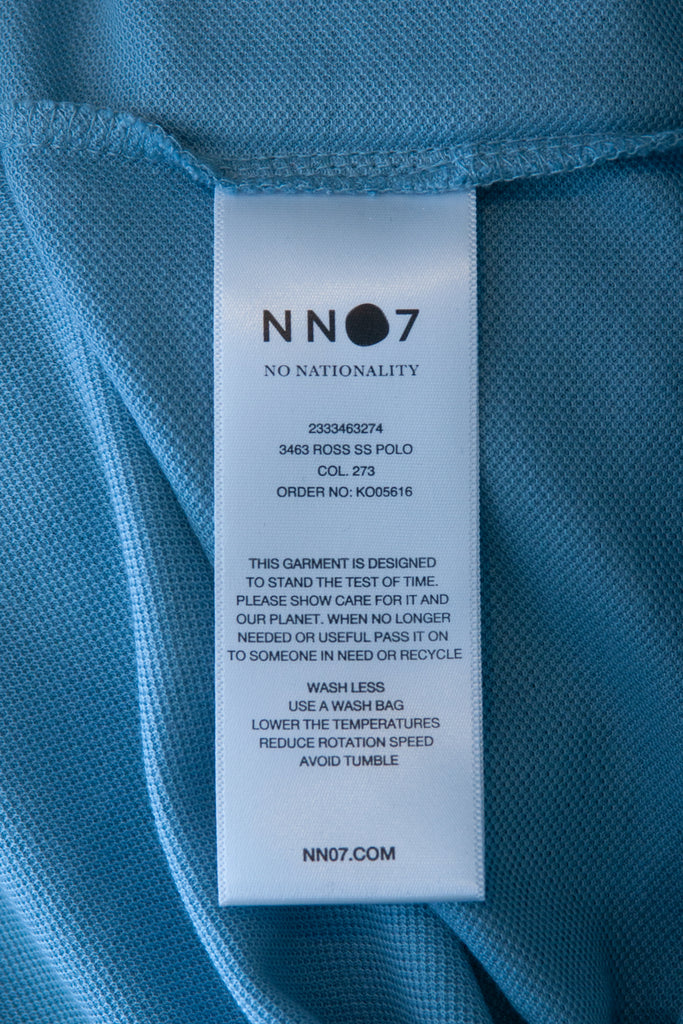 NN07
NO NATIONALITY
2333463274
3463 ROSS SS POLO
COL. 273
ORDER NO: KO05616
THIS GARMENT IS DESIGNED
TO STAND THE TEST OF TIME.
PLEASE SHOW CARE FOR IT AND
OUR PLANET. WHEN NO LONGER
NEEDED OR USEFUL PASS IT ON
TO SOMEONE IN NEED OR RECYCLE
WASH LESS
USE A WASH BAG
LOWER THE TEMPERATURES
REDUCE ROTATION SPEED
AVOID TUMBLE
NN07.COM